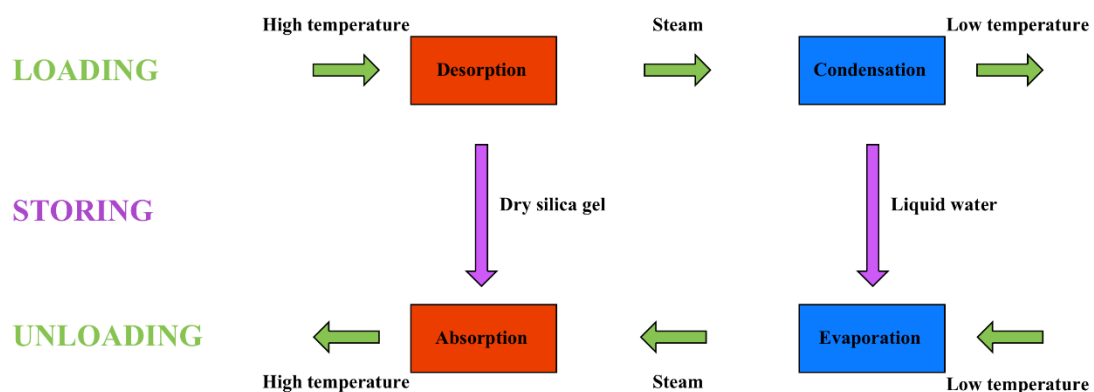 High temperature
Steam
Low temperature
LOADING
Desorption
Condensation
STORING
Dry silica gel
Liquid water
UNLOADING
Absorption
Evaporation
High temperature
Steam
Low temperature